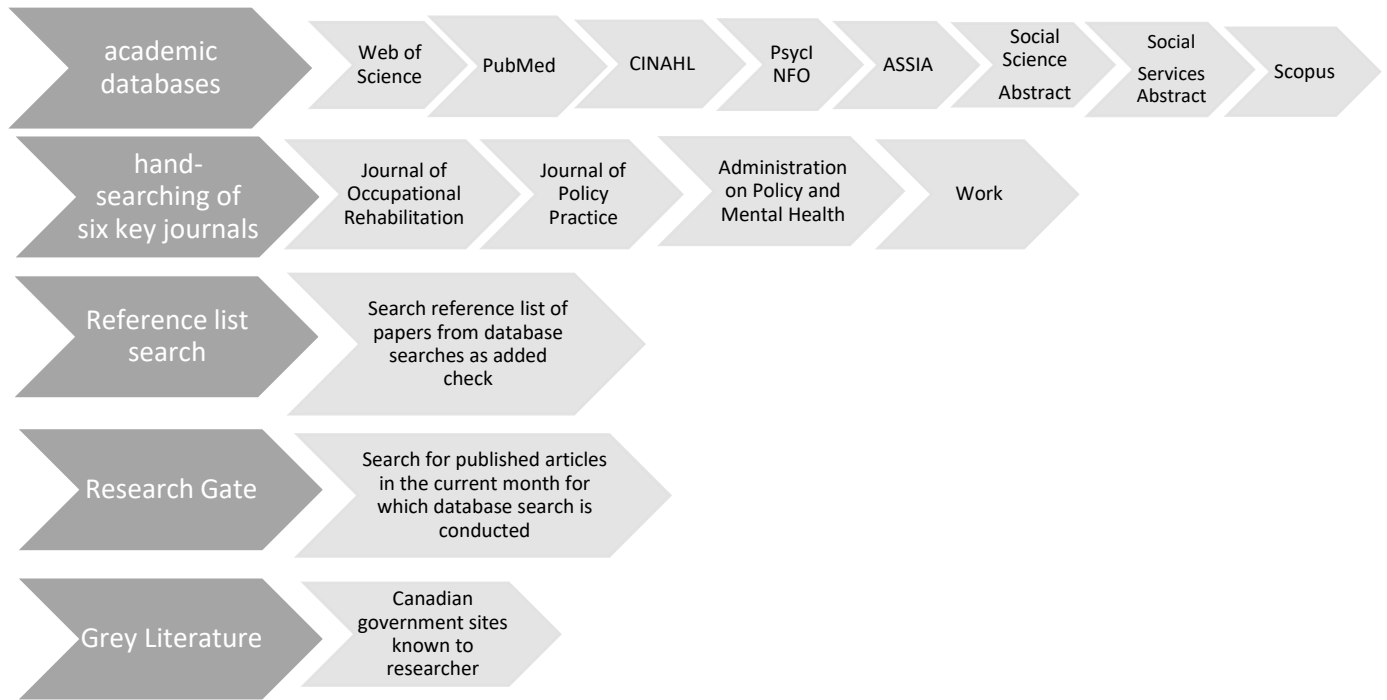 academic
databases
Web of
Science
PubMed
CINAHL
PsycI
NFO
ASSIA
Social
Science
Abstract
Social
Services
Abstract
Scopus
hand-
searching of
six key journals
Journal of
Occupational
Rehabilitation
Journal of
Policy
Practice
Administration
on Policy and
Mental Health
Work
Reference list
search
Search reference list of
papers from database
searches as added
check
Research Gate
Search for published articles
in the current month for
which database search is
conducted
Grey Literature
Canadian
government sites
known to
researcher